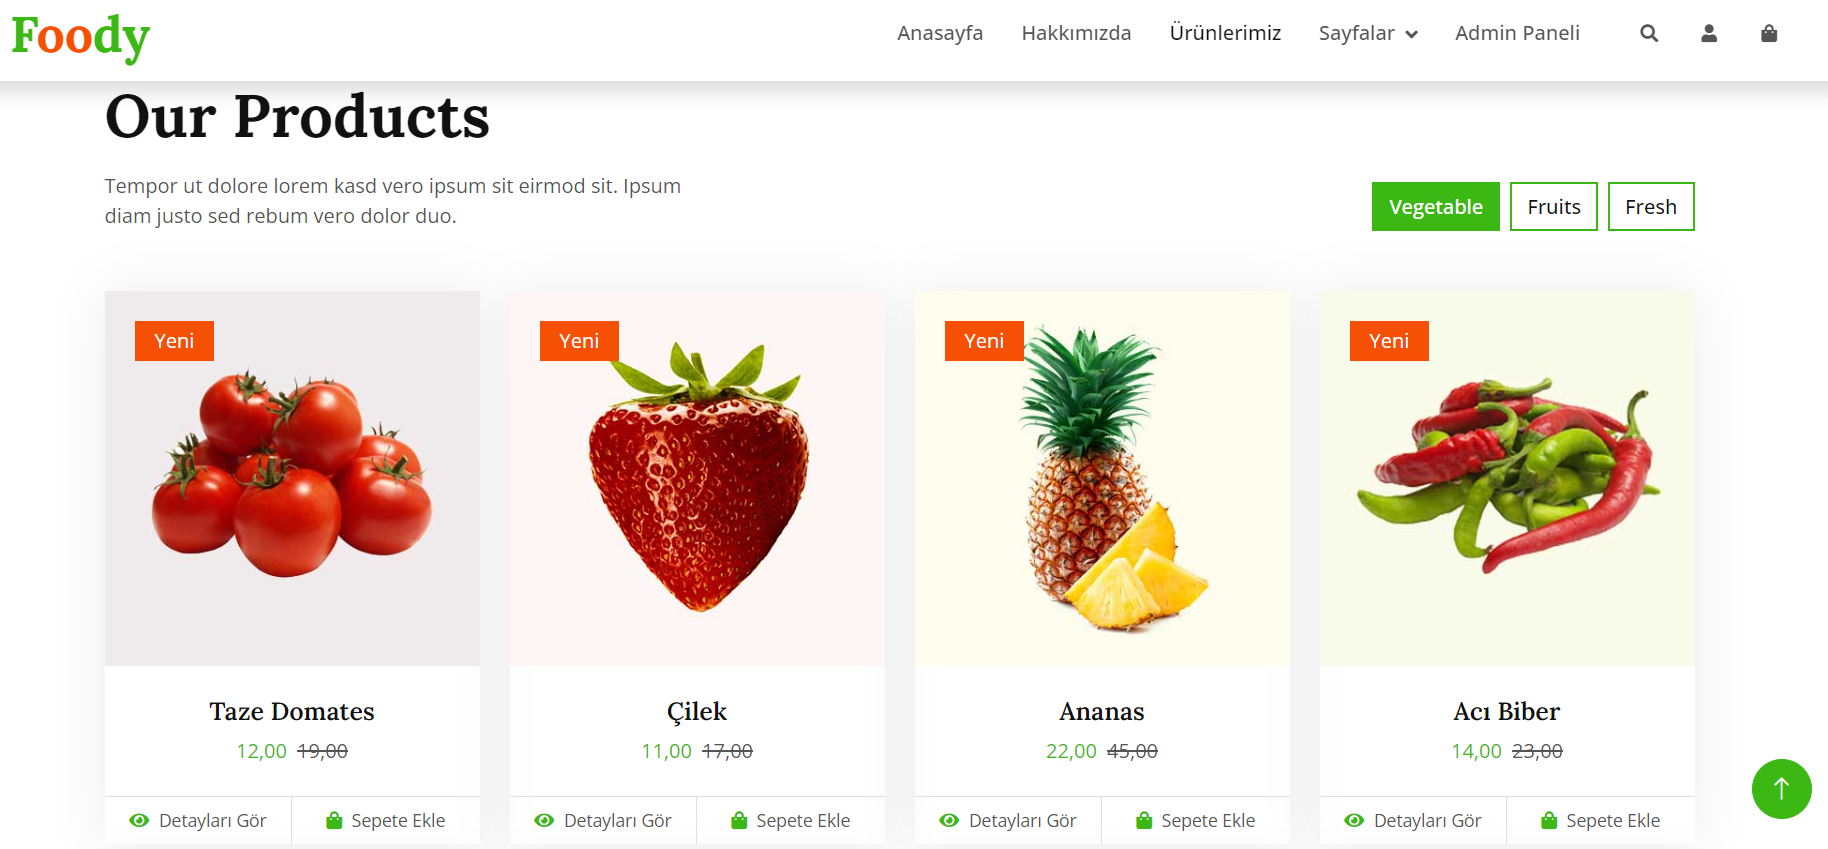 Foody
Anasayfa Hakkımızda Ürünlerimiz Sayfalar Admin Paneli
Our Products
Tempor ut dolore lorem kasd vero ipsum sit eirmod sit. Ipsum
diam justo sed rebum vero dolor duo.
Vegetable Fruits Fresh
Yeni Yeni Yeni Yeni
Taze Domates Çilek Ananas Acı Biber
12,00 19,00 11,00 17,00 22,00 45,00 14,00 23,00
Detayları Gör Sepete Ekle Detayları Gör Sepete Ekle Detayları Gör Sepete Ekle Detayları Gör Sepete Ekle